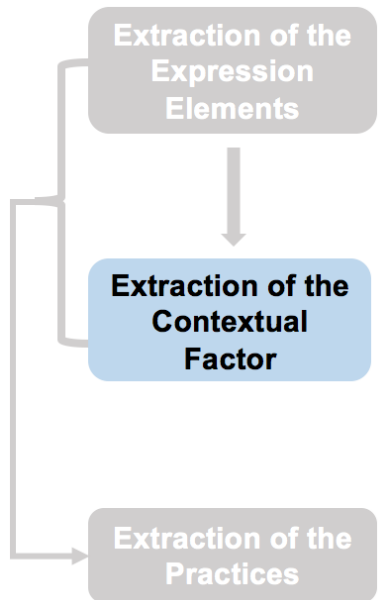 Extraction of the
Expression
Elements
Extraction of the
Contextual
Factor
Extraction of the
Practices